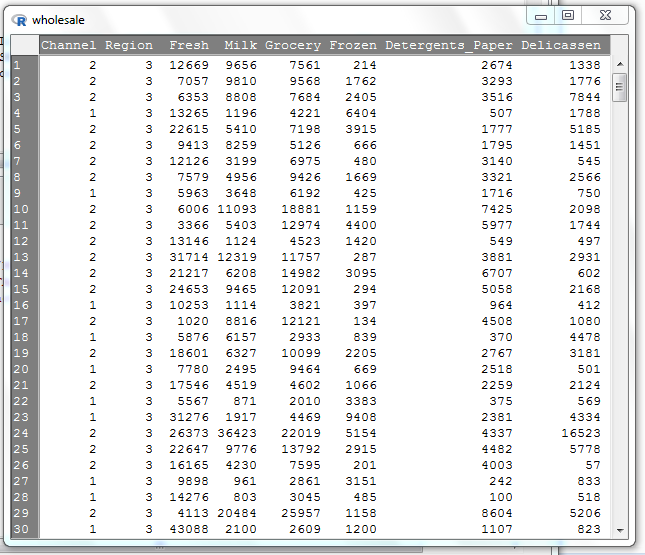 R wholesale
Channel Region Fresh Milk Grocery Frozen Detergents_Paper Delicassen
1 2 3 12669 9656 7561 214 2674 1338
2 2 3 7057 9810 9568 1762 3293 1776
3 2 3 6353 8808 7684 2405 3516 7844
4 1 3 13265 1196 4221 6404 507 1788
5 2 3 22615 5410 7198 3915 1777 5185
6 2 3 9413 8259 5126 666 1795 1451
7 2 3 12126 3199 6975 480 3140 545
8 2 3 7579 4956 9426 1669 3321 2566
9 1 3 5963 3648 6192 425 1716 750
10 2 3 6006 11093 18881 1159 7425 2098
11 2 3 3366 5403 12974 4400 5977 1744
12 2 3 13146 1124 4523 1420 549 497
13 2 3 31714 12319 11757 287 3881 2931
14 2 3 21217 6208 14982 3095 6707 602
15 2 3 24653 9465 12091 294 5058 2168
16 1 3 10253 1114 3821 397 964 412
17 2 3 1020 8816 12121 134 4508 1080
18 1 3 5876 6157 2933 839 370 4478
19 2 3 18601 6327 10099 2205 2767 3181
20 1 3 7780 2495 9464 669 2518 501
21 2 3 17546 4519 4602 1066 2259 2124
22 1 3 5567 871 2010 3383 375 569
23 1 3 31276 1917 4469 9408 2381 4334
24 2 3 26373 36423 22019 5154 4337 16523
25 2 3 22647 9776 13792 2915 4482 5778
26 2 3 16165 4230 7595 201 4003 57
27 1 3 9898 961 2861 3151 242 833
28 1 3 14276 803 3045 485 100 518
29 2 3 4113 20484 25957 1158 8604 5206
30 1 3 43088 2100 2609 1200 1107 823